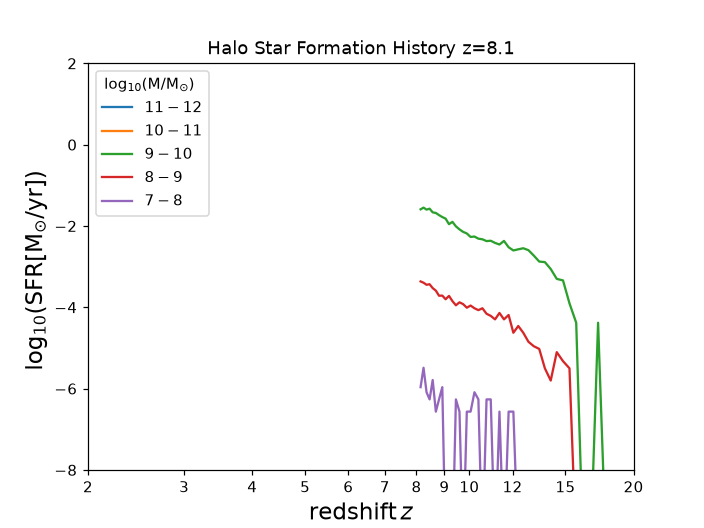 Halo Star Formation History z=8.1
log₁₀(SFR[M☉/yr])
2
0
−2
−4
−6
−8
log₁₀(M/M☉)
11 − 12
10 − 11
9 − 10
8 − 9
7 − 8
2 3 4 5 6 7 8 9 10 12 15 20
redshift z